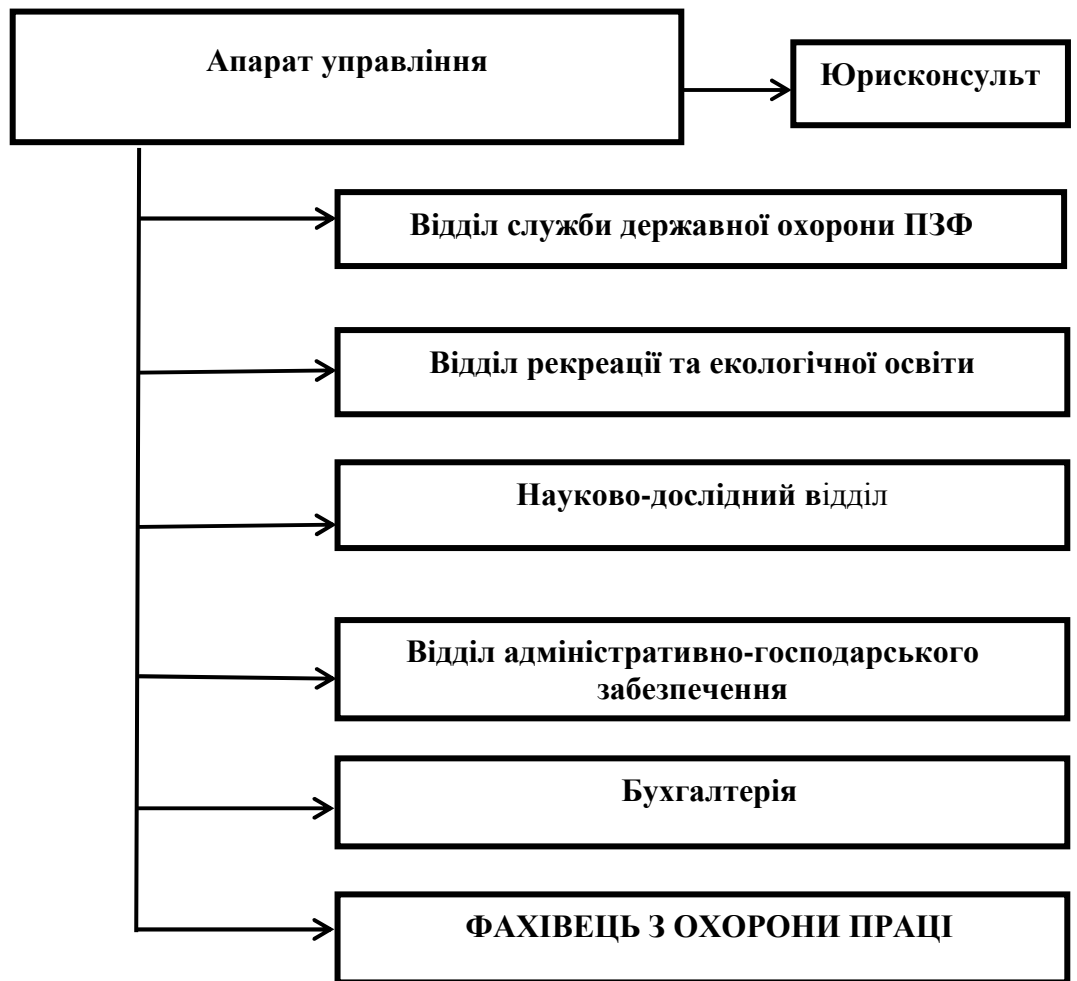 Апарат управління
Юрисконсульт
Відділ служби державної охорони ПЗФ
Відділ рекреації та екологічної освіти
Науково-дослідний відділ
Відділ адміністративно-господарського
забезпечення
Бухгалтерія
ФАХІВЕЦЬ З ОХОРОНИ ПРАЦІ